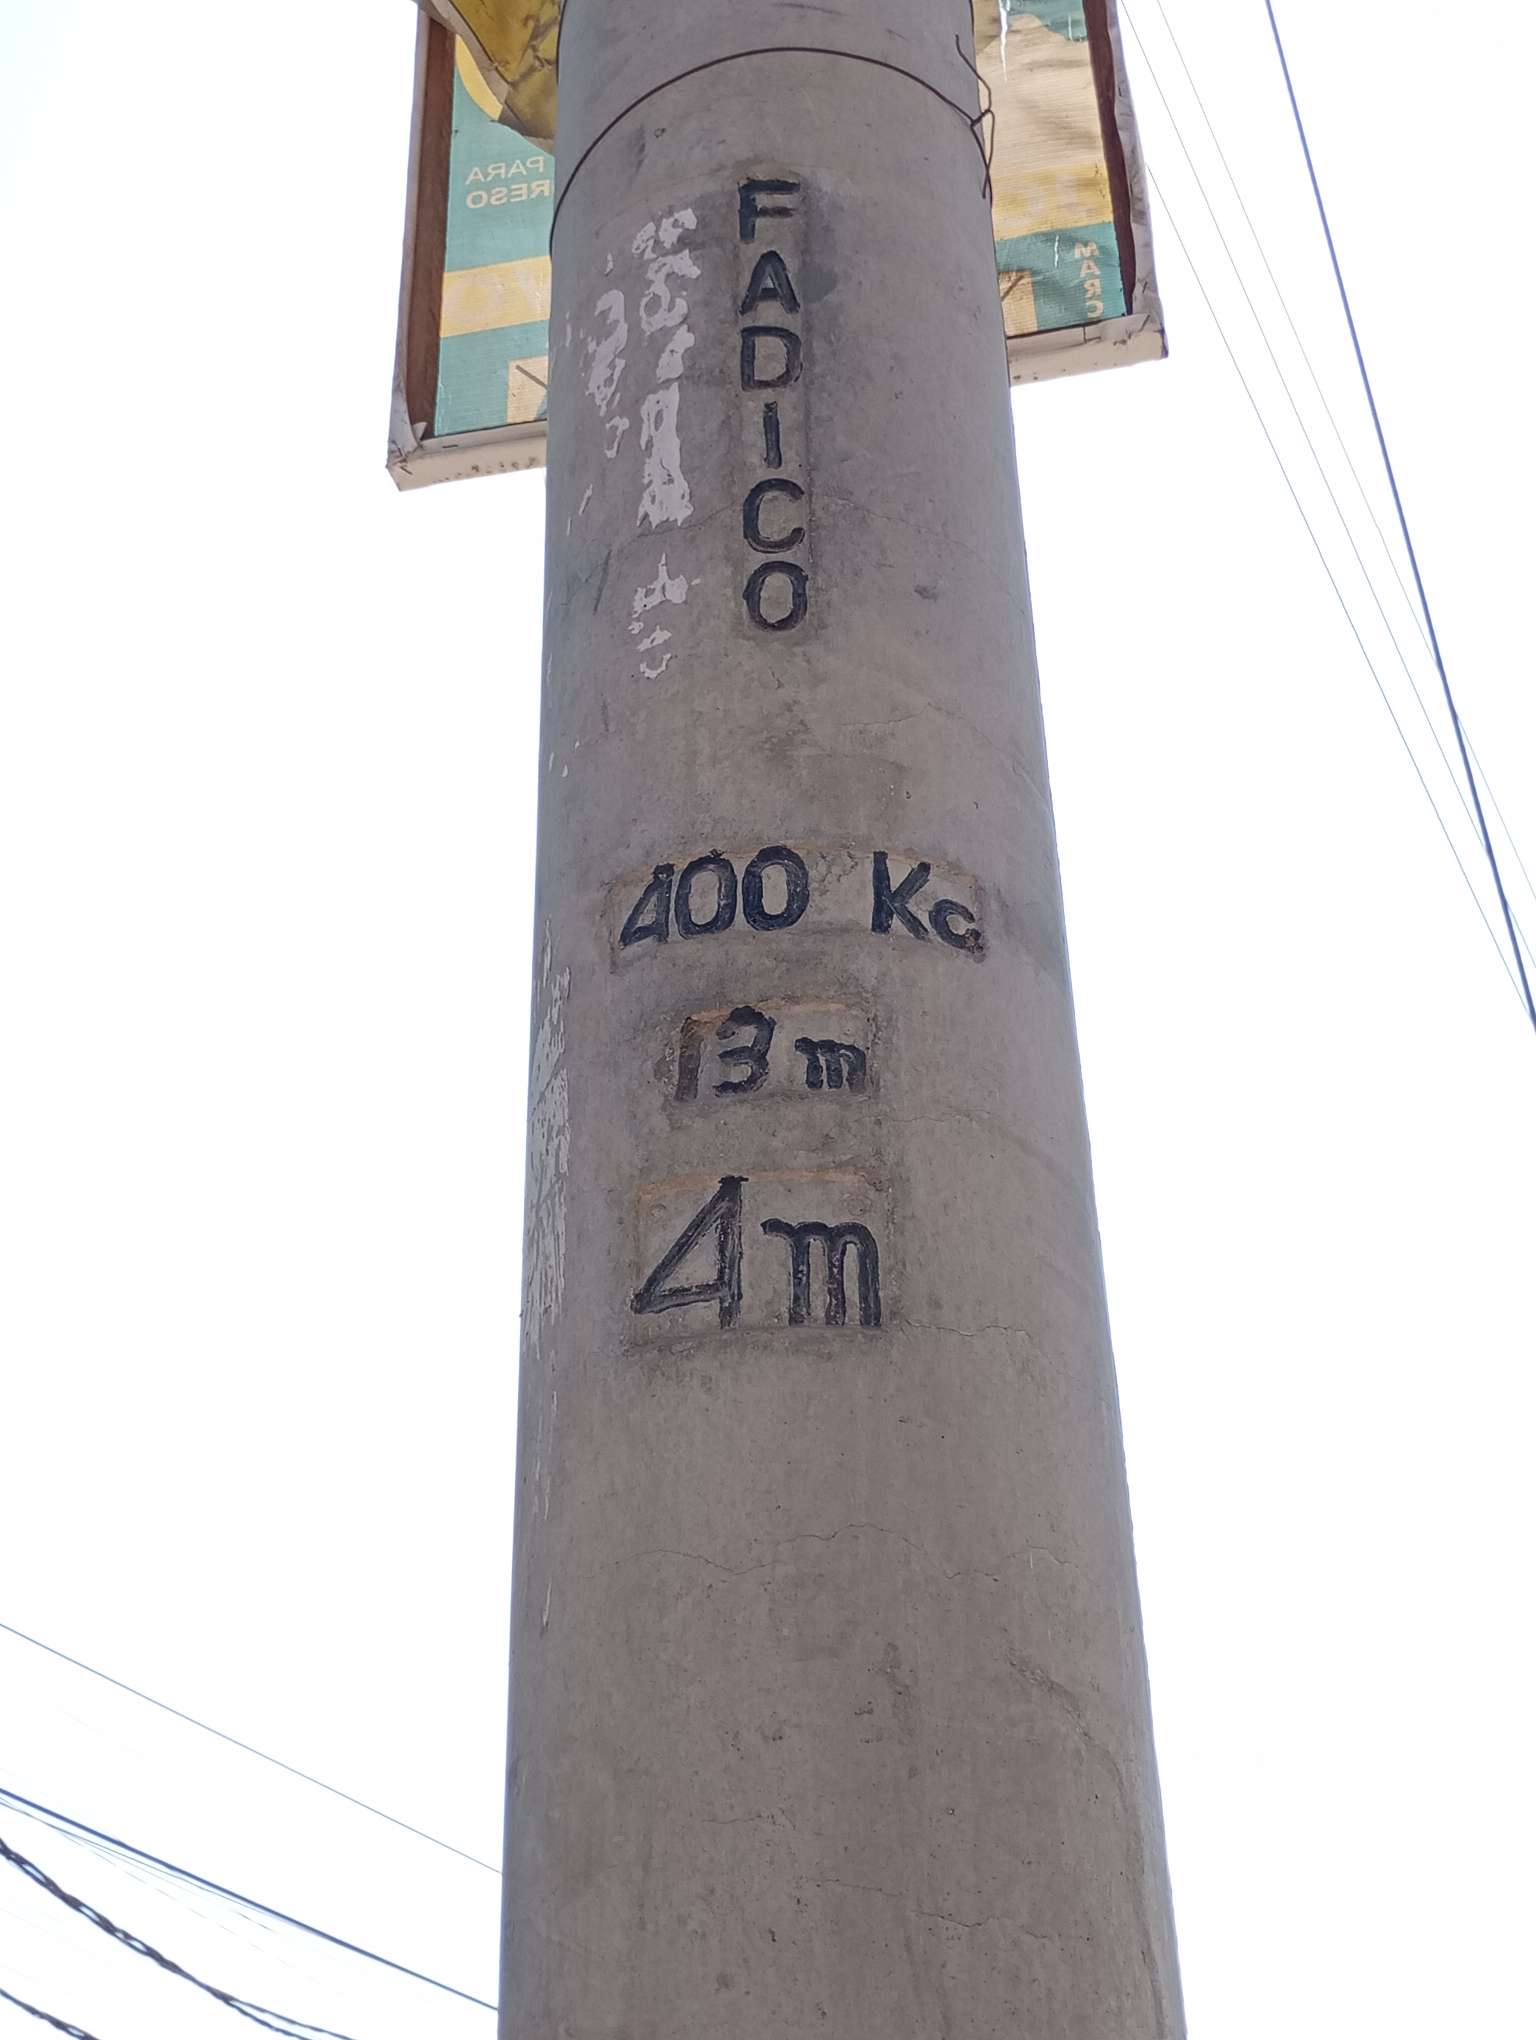 PARA
RESO
MARC
FADICO
400 Kc
13 m
4m